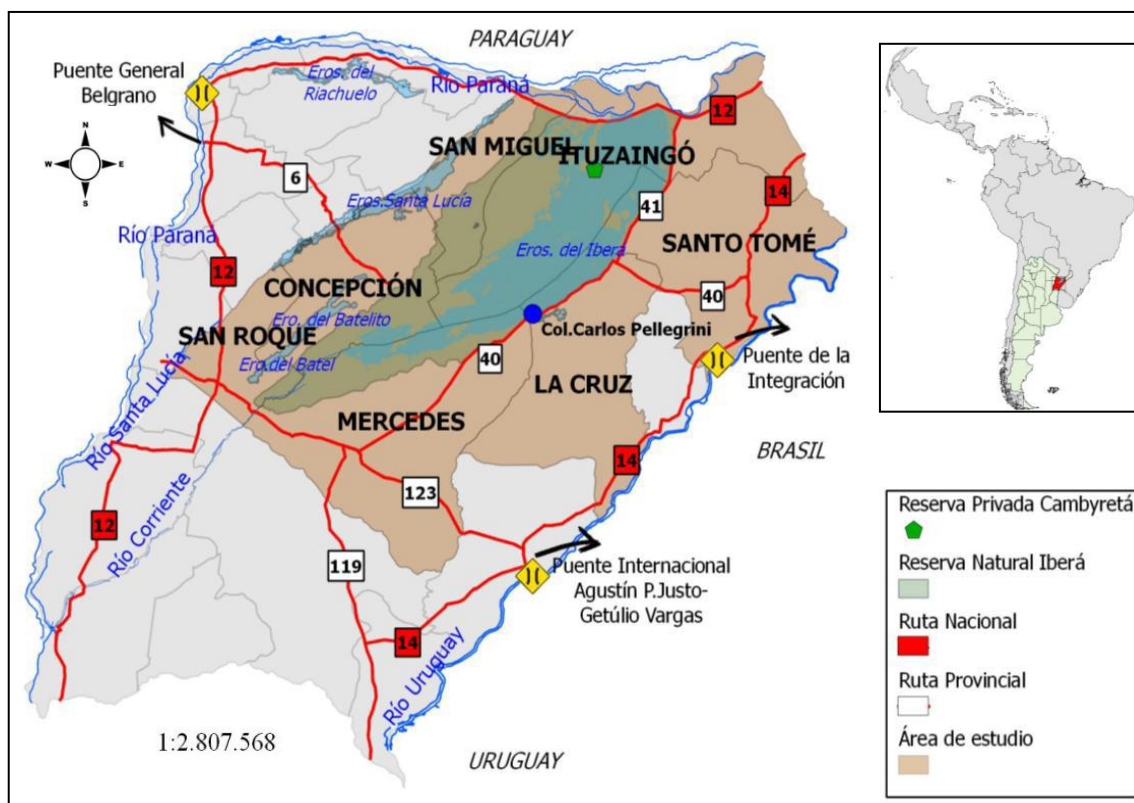 PARAGUAY
Puente General
Belgrano
Eros. del
Riachuelo
Río Paraná
12
N
W
E
S
6
SAN MIGUEL
ITUZAINGÓ
41
14
Eros.Santa Lucía
Río Paraná
12
Eros. del Iberá
SANTO TOMÉ
CONCEPCIÓN
40
Ero. del Batelito
Col.Carlos Pellegrini
SAN ROQUE
Ero.del Batel
40
Puente de la
Integración
LA CRUZ
Río Santa Lucía
MERCEDES
BRASIL
14
123
12
Río Corriente
119
Puente Internacional
Agustín P.Justo-
Getúlio Vargas
14
Río Uruguay
1:2.807.568
URUGUAY
Reserva Privada Cambyretá
Reserva Natural Iberá
Ruta Nacional
Ruta Provincial
Área de estudio